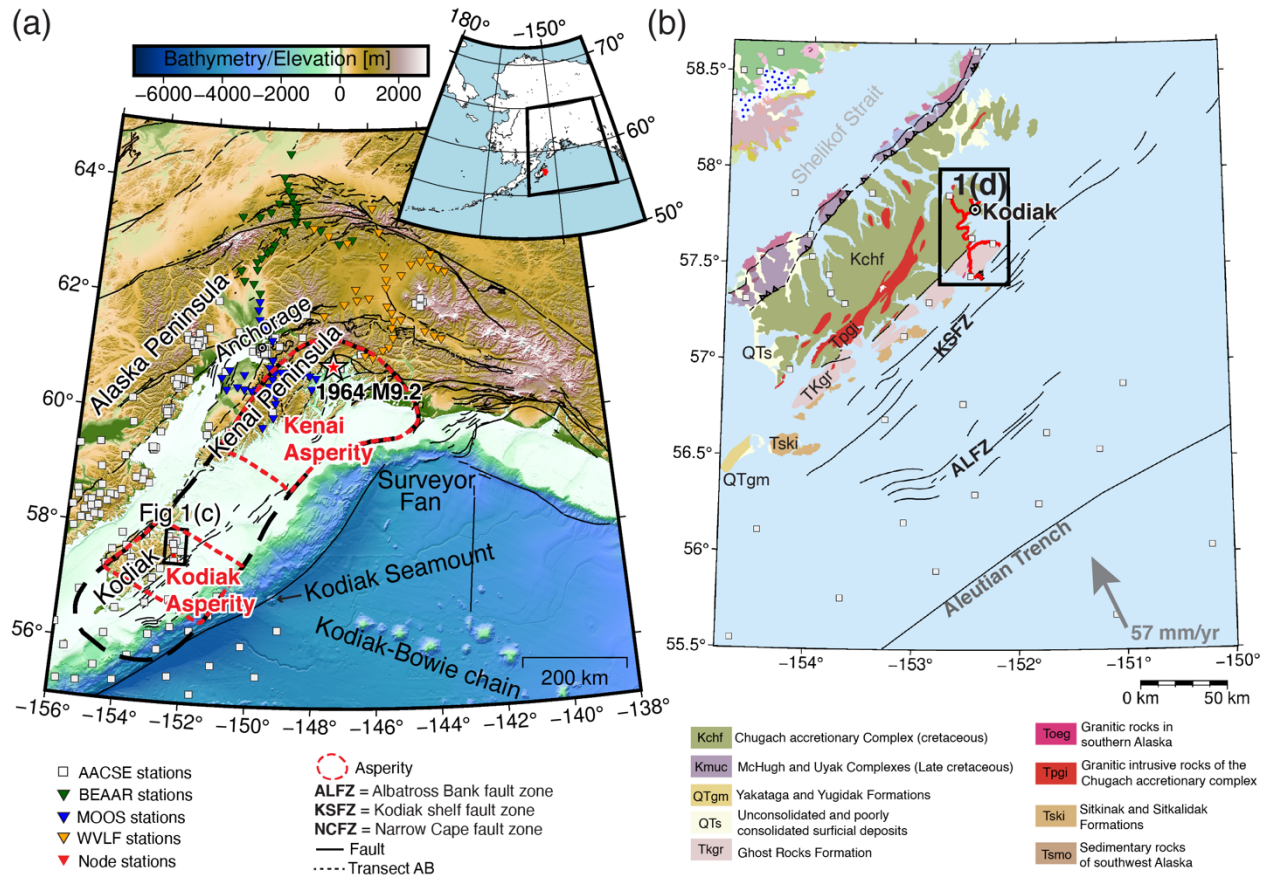 (a)
Bathymetry/Elevation [m]
−6000 −4000 −2000 0 2000
180° −150° 70°
60°
50°
64°
62°
60°
58°
56°
Alaska Peninsula
Anchorage
Kenai Peninsula
1964 M9.2
Kenai
Asperity
Surveyor
Fan
Fig 1(c)
Kodiak
Kodiak
Asperity
Kodiak Seamount
Kodiak-Bowie chain
200 km
−156° −154° −152° −150° −148° −146° −144° −142° −140° −138°
AACSE stations
BEAAR stations
MOOS stations
WVLF stations
Node stations
Asperity
ALFZ = Albatross Bank fault zone
KSFZ = Kodiak shelf fault zone
NCFZ = Narrow Cape fault zone
Fault
Transect AB
(b)
58.5°
58°
57.5°
57°
56.5°
56°
55.5°
Shelikof Strait
1(d)
Kodiak
Kchf
Tpgi
KSFZ
QTs
TKgr
Tski
QTgm
ALFZ
Aleutian Trench
57 mm/yr
−154° −153° −152° −151° −150°
0 km 50 km
Kchf Chugach accretionary Complex (cretaceous)
Kmuc McHugh and Uyak Complexes (Late cretaceous)
QTgm Yakataga and Yugidak Formations
QTs Unconsolidated and poorly
consolidated surficial deposits
Tkgr Ghost Rocks Formation
Toeg Granitic rocks in
southern Alaska
Tpgi Granitic intrusive rocks of the
Chugach accretionary complex
Tski Sitkinak and Sitkalidak
Formations
Tsmo Sedimentary rocks
of southwest Alaska